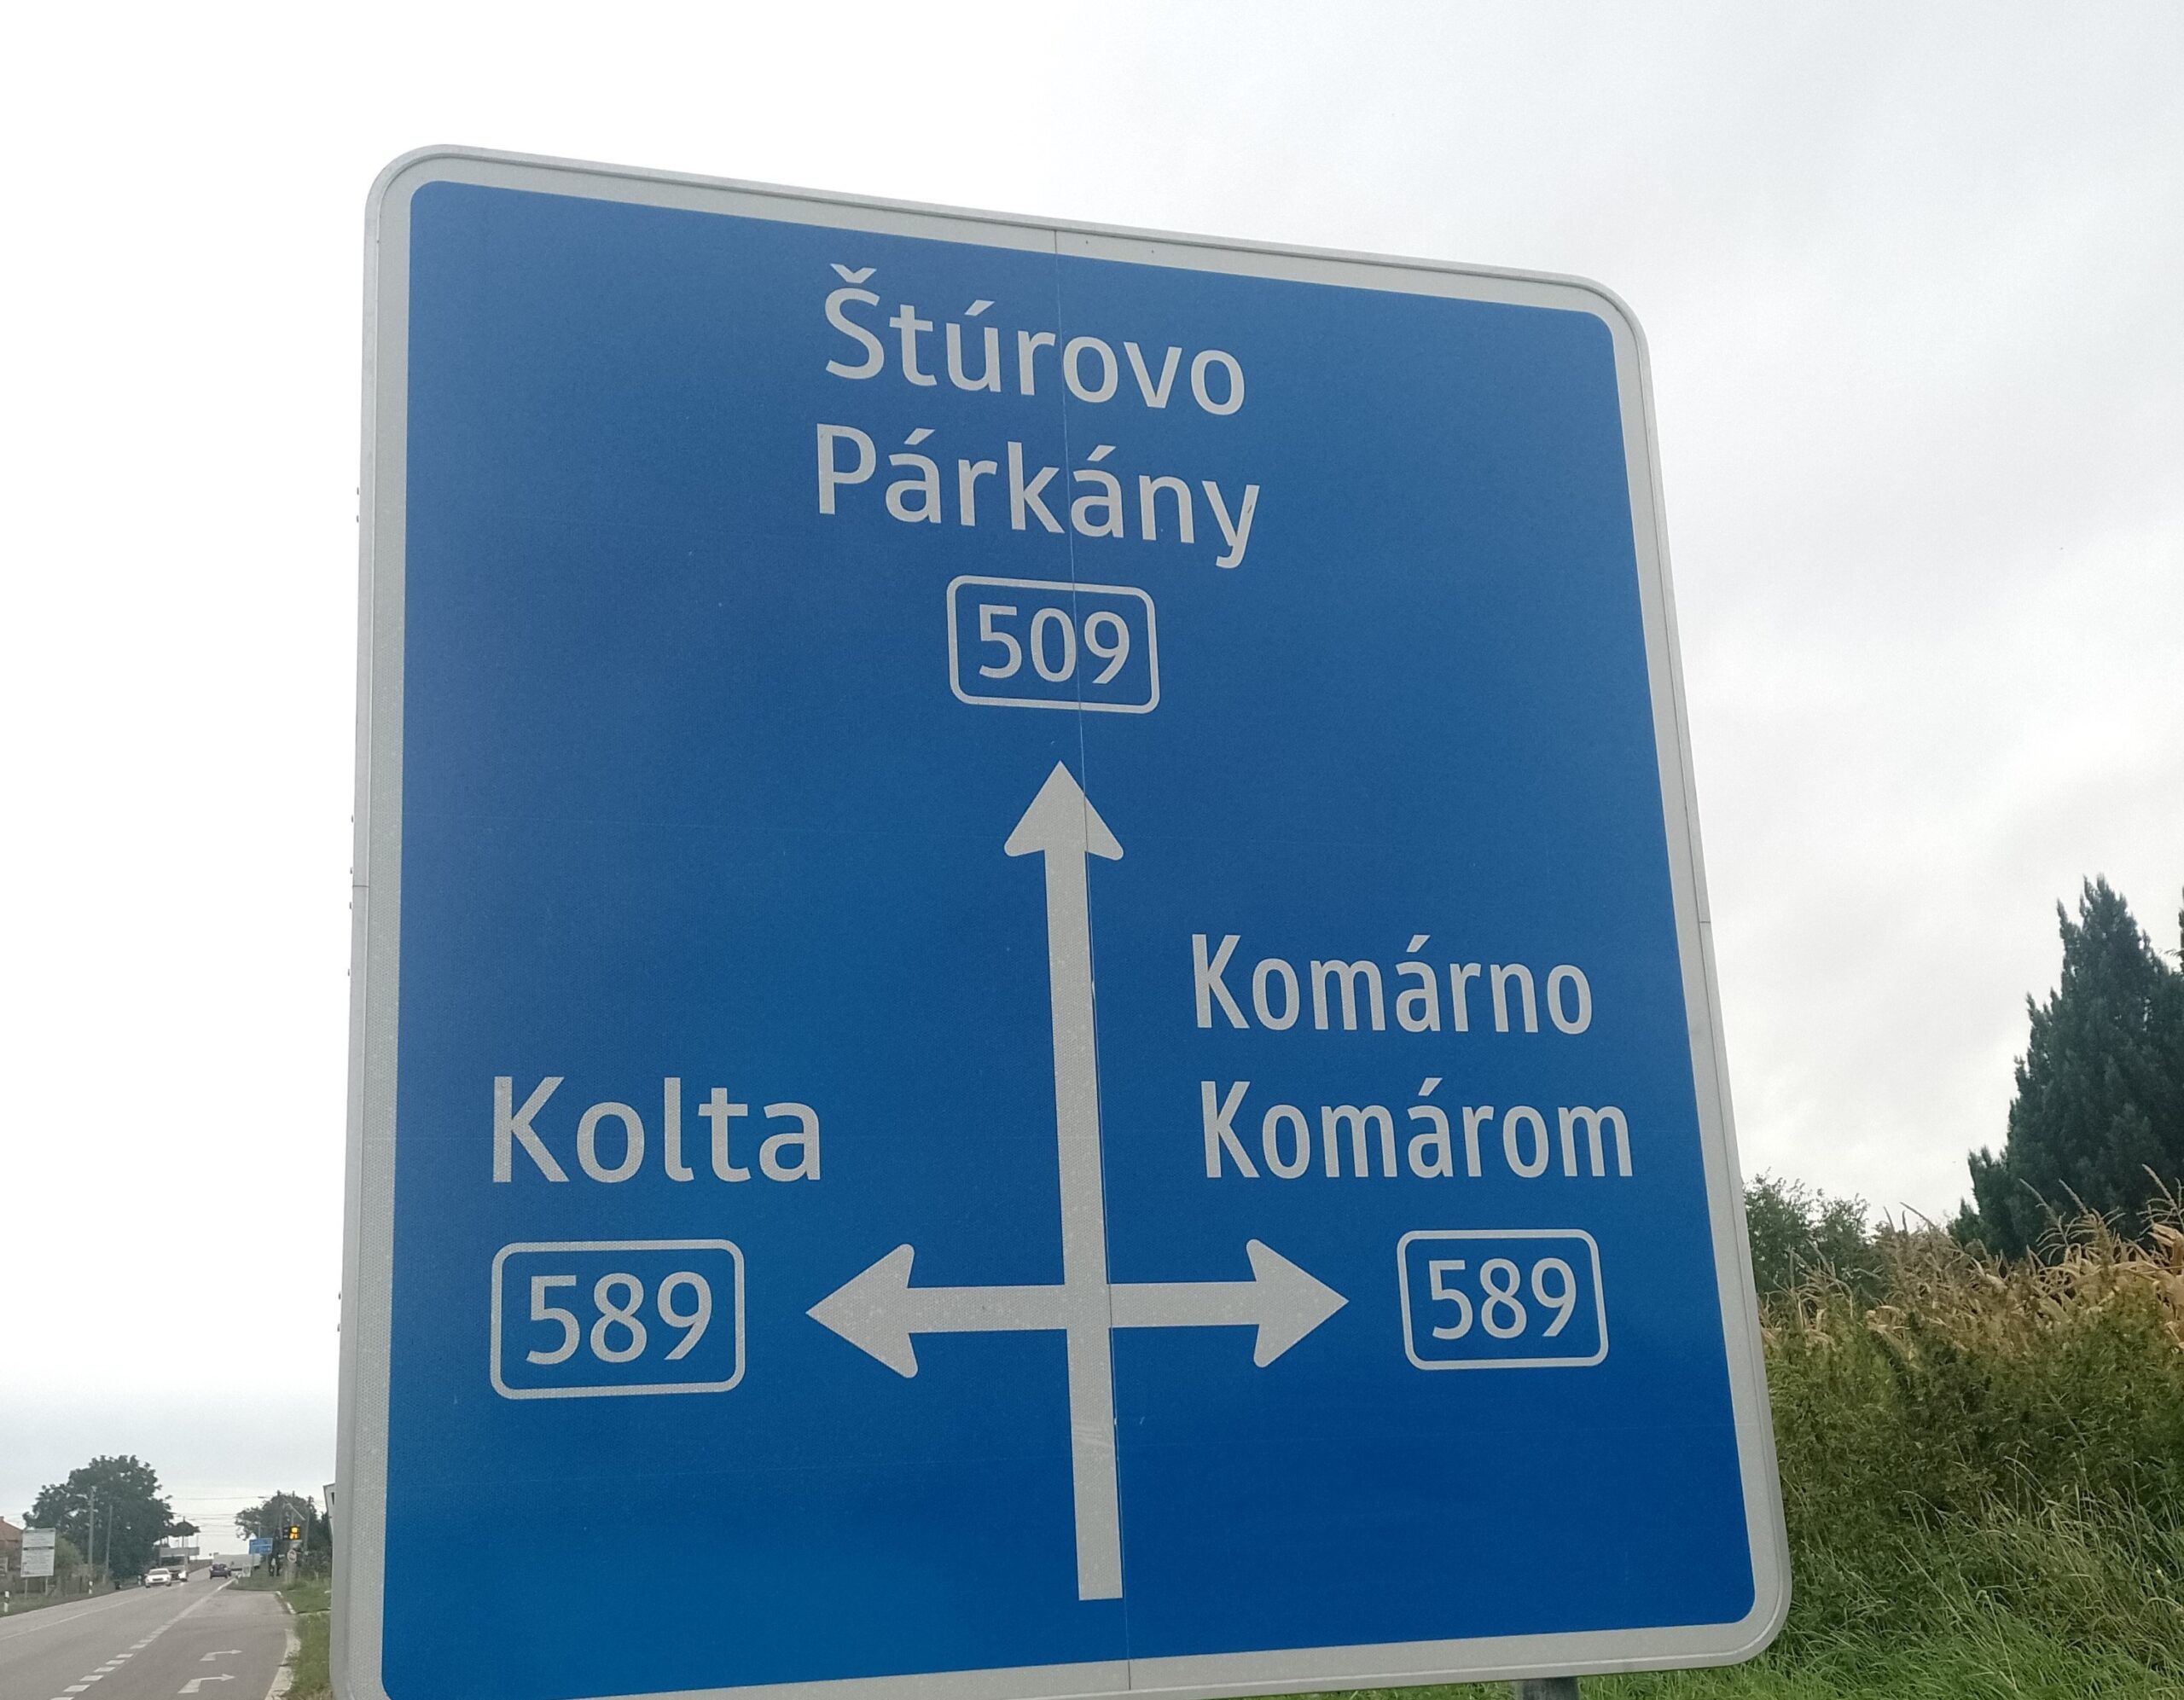 Štúrovo
Párkány
509
Komárno
Komárom
Kolta
589
589